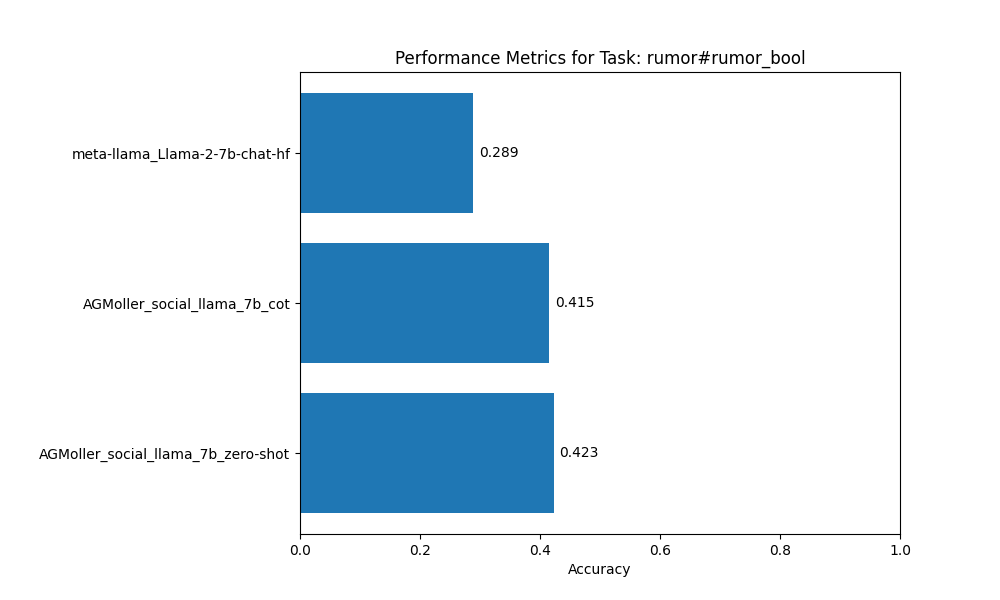 Performance Metrics for Task: rumor#rumor_bool
meta-llama_Llama-2-7b-chat-hf
0.289
AGMoller_social_llama_7b_cot
0.415
AGMoller_social_llama_7b_zero-shot
0.423
0.0 0.2 0.4 0.6 0.8 1.0
Accuracy